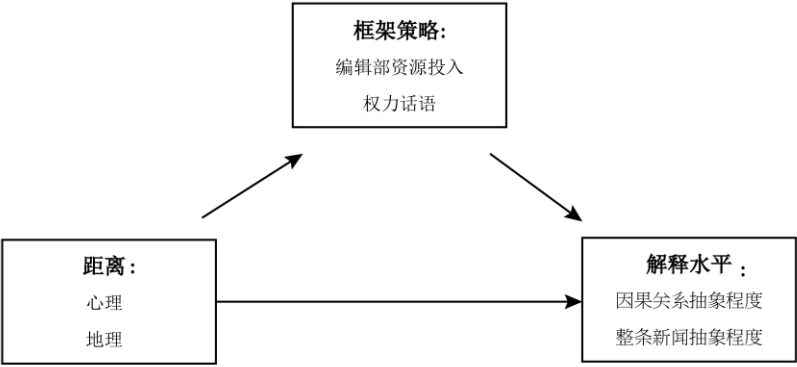 框架策略:
编辑部资源投入
权力话语
距离:
心理
地理
解释水平:
因果关系抽象程度
整条新闻抽象程度